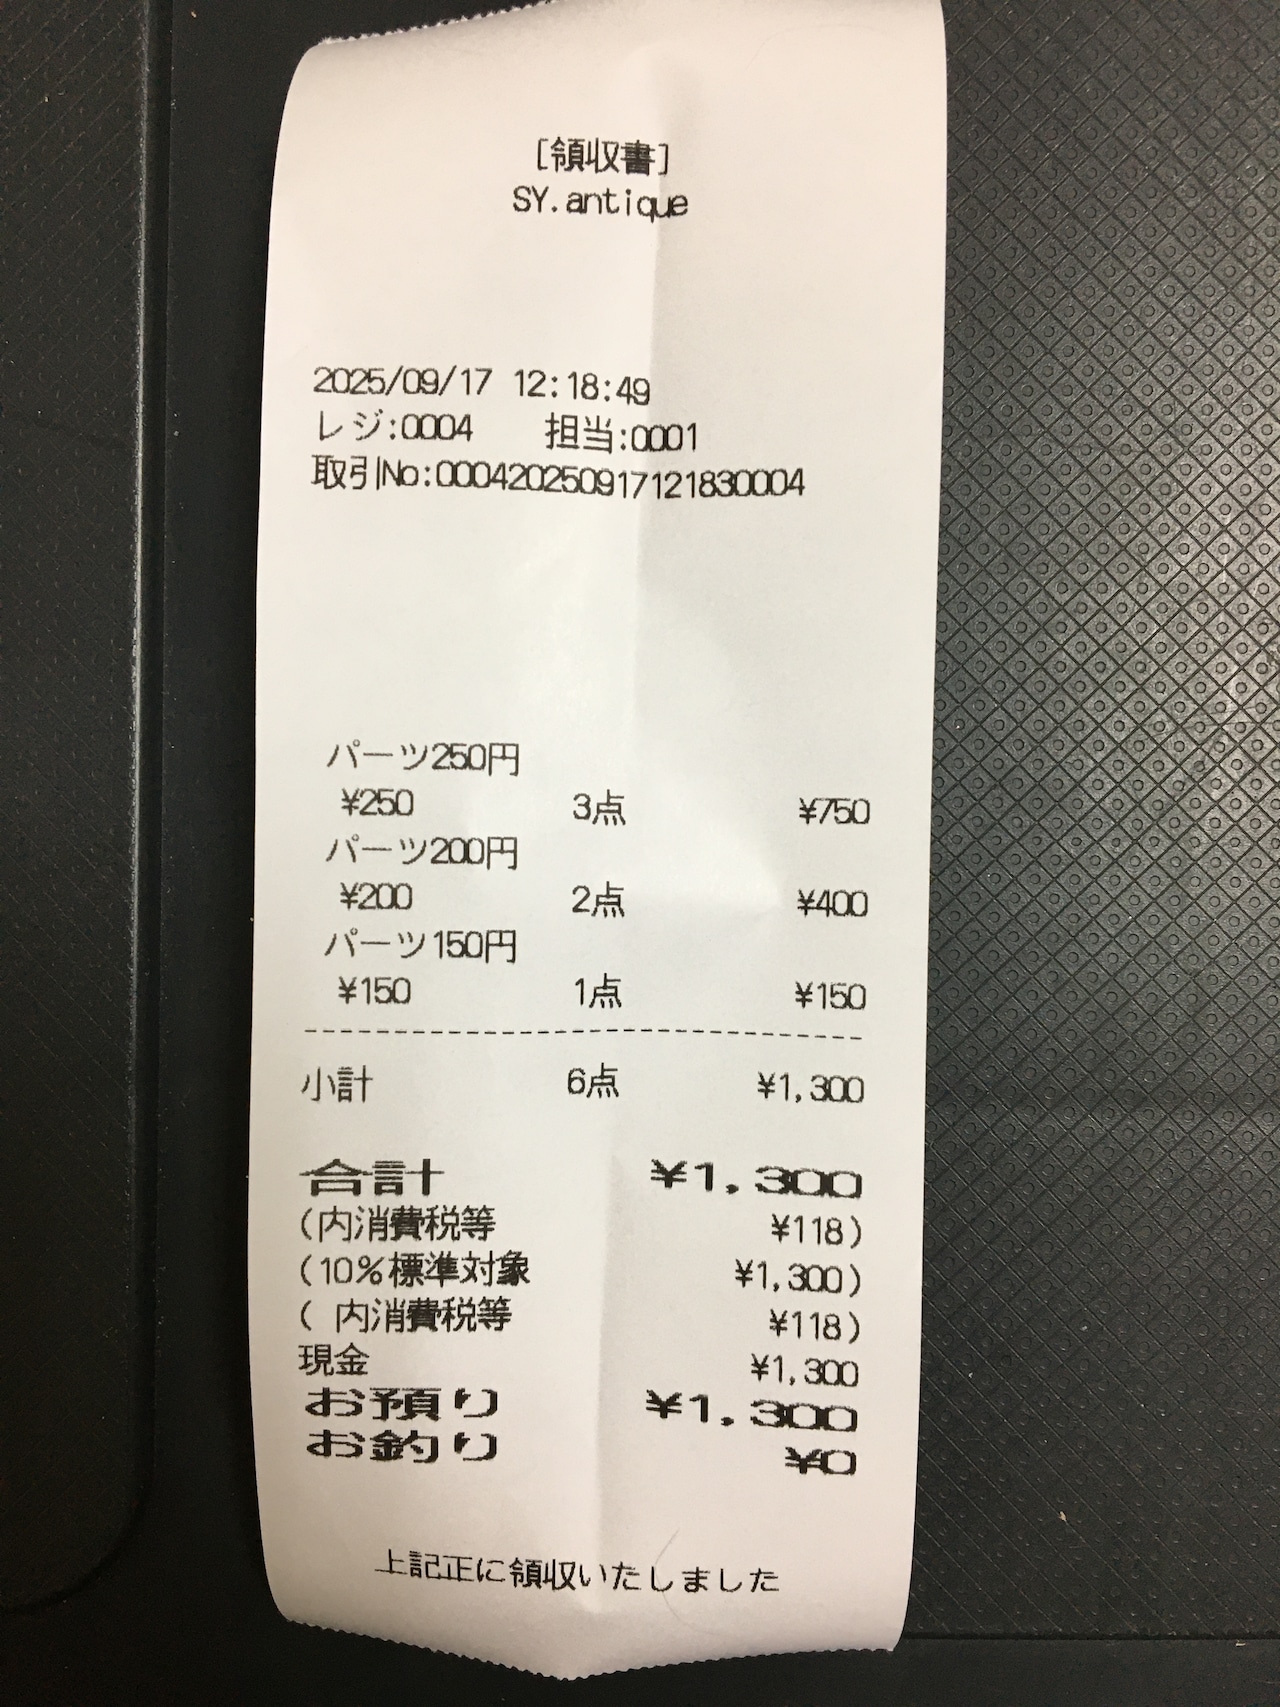 [領収書]
SY.antique
2025/09/17 12:18:49
レジ:0004 担当:0001
取引No:00042025091712183​0004
パーツ250円
¥250 3点 ¥750
パーツ200円
¥200 2点 ¥400
パーツ150円
¥150 1点 ¥150
小計 6点 ¥1,300
合計 ¥1,300
(内消費税等 ¥118)
(10%標準対象 ¥1,300)
( 内消費税等 ¥118)
現金 ¥1,300
お預り ¥1,300
お釣り ¥0
上記正に領収いたしました